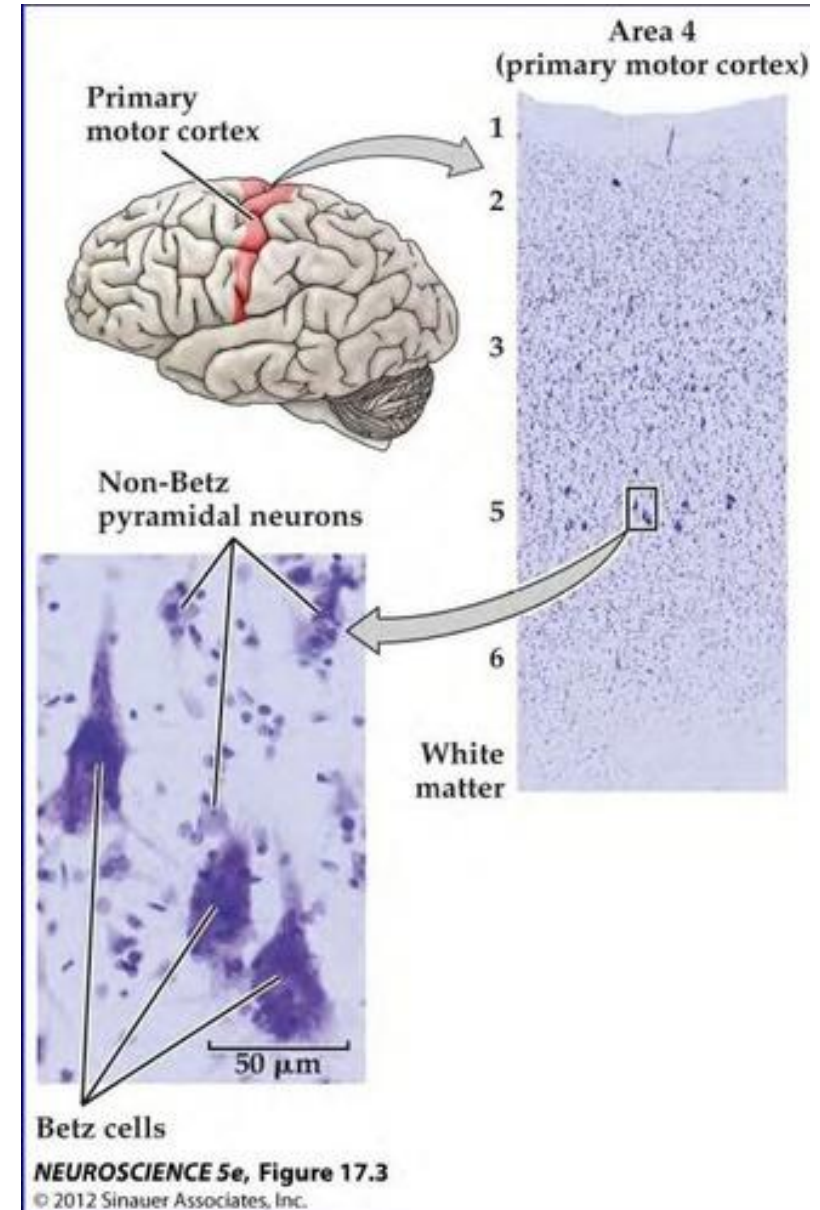 Area 4
(primary motor cortex)
Primary
motor cortex
1
2
3
5
6
White
matter
Non-Betz
pyramidal neurons
50 μm
Betz cells
NEUROSCIENCE 5e, Figure 17.3
© 2012 Sinauer Associates, Inc.